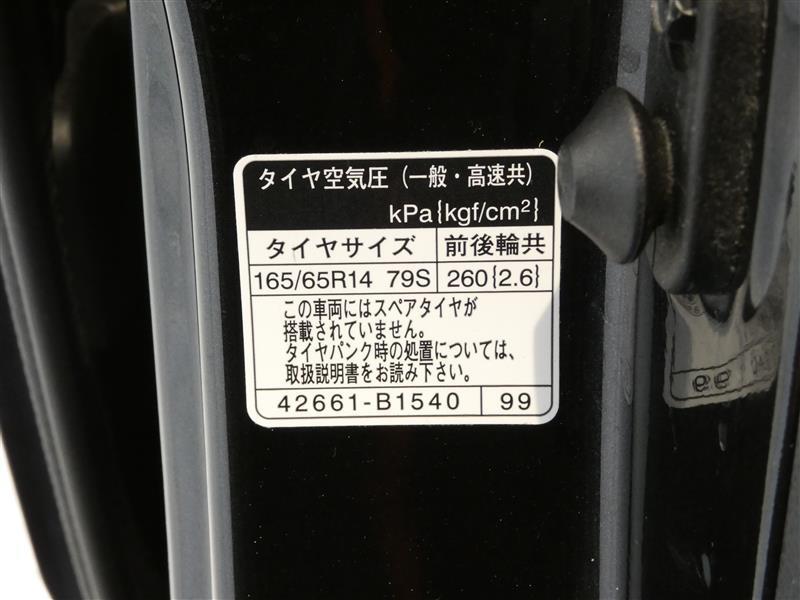 タイヤ空気圧（一般・高速共）
kPa{kgf/cm²}
タイヤサイズ 前後輪共
165/65R14 79S 260{2.6}
この車両にはスペアタイヤが
搭載されていません。
タイヤパンク時の処置については、
取扱説明書をお読み下さい。
42661-B1540 99